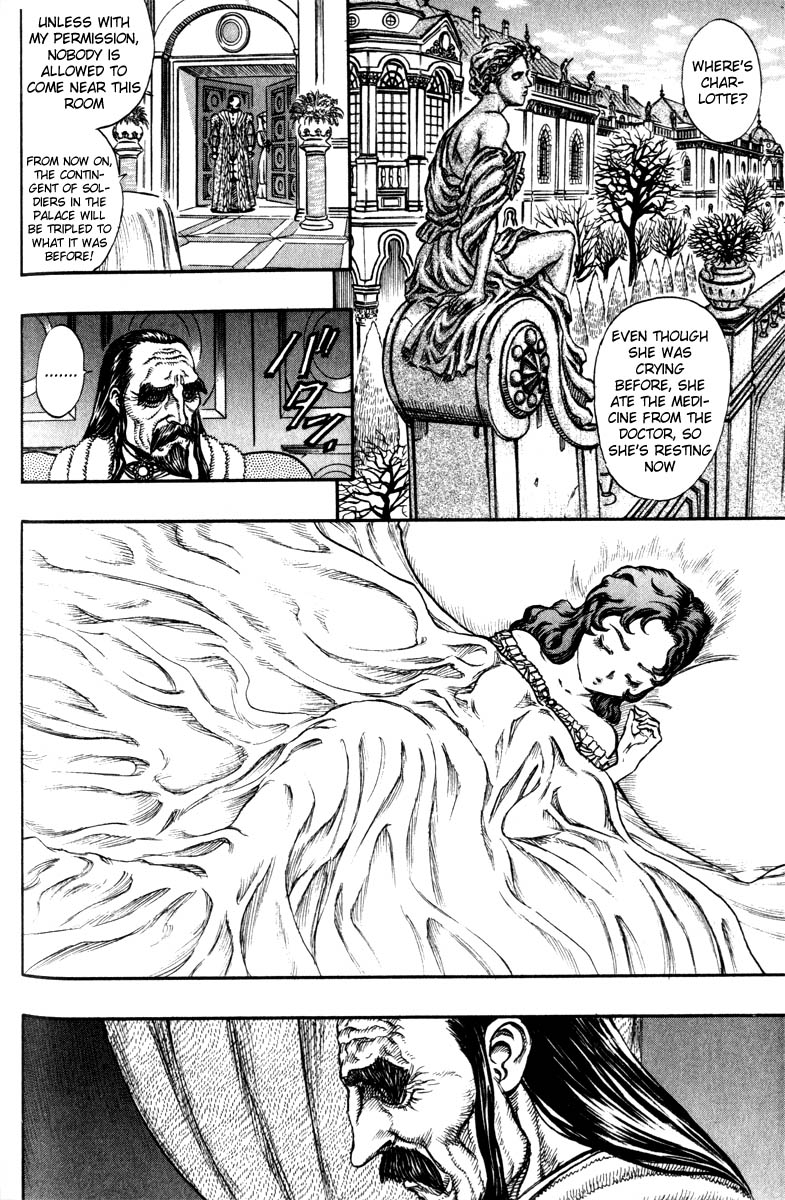 WHERE'S
CHAR-
LOTTE?
EVEN THOUGH
SHE WAS
CRYING
BEFORE, SHE
ATE THE MEDI-
CINE FROM THE
DOCTOR, SO
SHE'S RESTING
NOW
UNLESS WITH
MY PERMISSION,
NOBODY IS
ALLOWED TO
COME NEAR THIS
ROOM
FROM NOW ON,
THE CONTIN-
GENT OF SOL-
DIERS IN THE
PALACE WILL
BE TRIPLED TO
WHAT IT WAS
BEFORE!
バタン
........